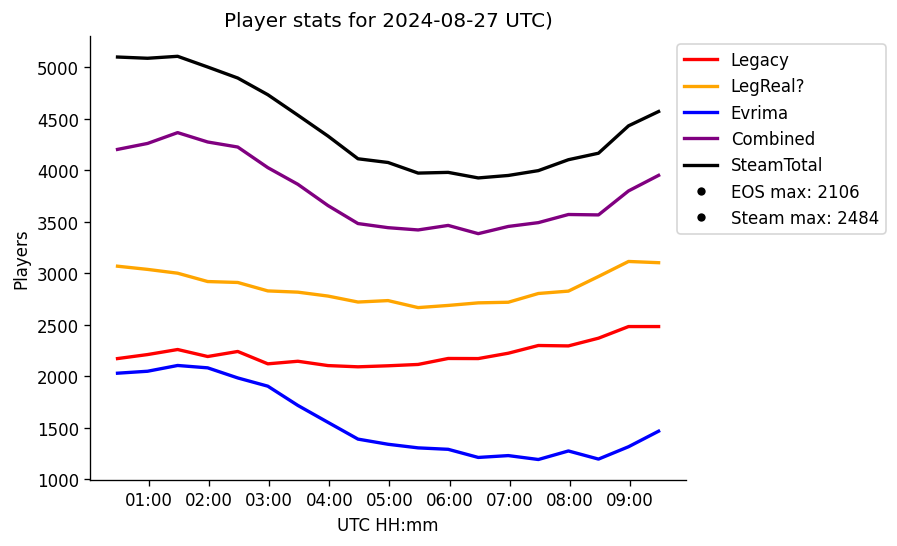 Player stats for 2024-08-27 UTC)
Players
5000
4500
4000
3500
3000
2500
2000
1500
1000
01:00 02:00 03:00 04:00 05:00 06:00 07:00 08:00 09:00
UTC HH:mm
Legacy
LegReal?
Evrima
Combined
SteamTotal
EOS max: 2106
Steam max: 2484